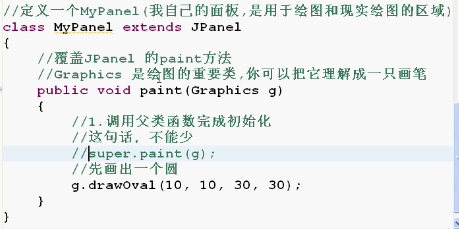 //定义一个MyPanel(我自己的面板,是用于绘图和现实绘图的区域)
class MyPanel extends JPanel
{
//覆盖JPanel 的paint方法
//Graphics 是绘图的重要类,你可以把它理解成一只画笔
public void paint(Graphics g)
{
//1.调用父类函数完成初始化
//这句话, 不能少
//super.paint(g);
//先画出一个圆
g.drawOval(10, 10, 30, 30);
}
}